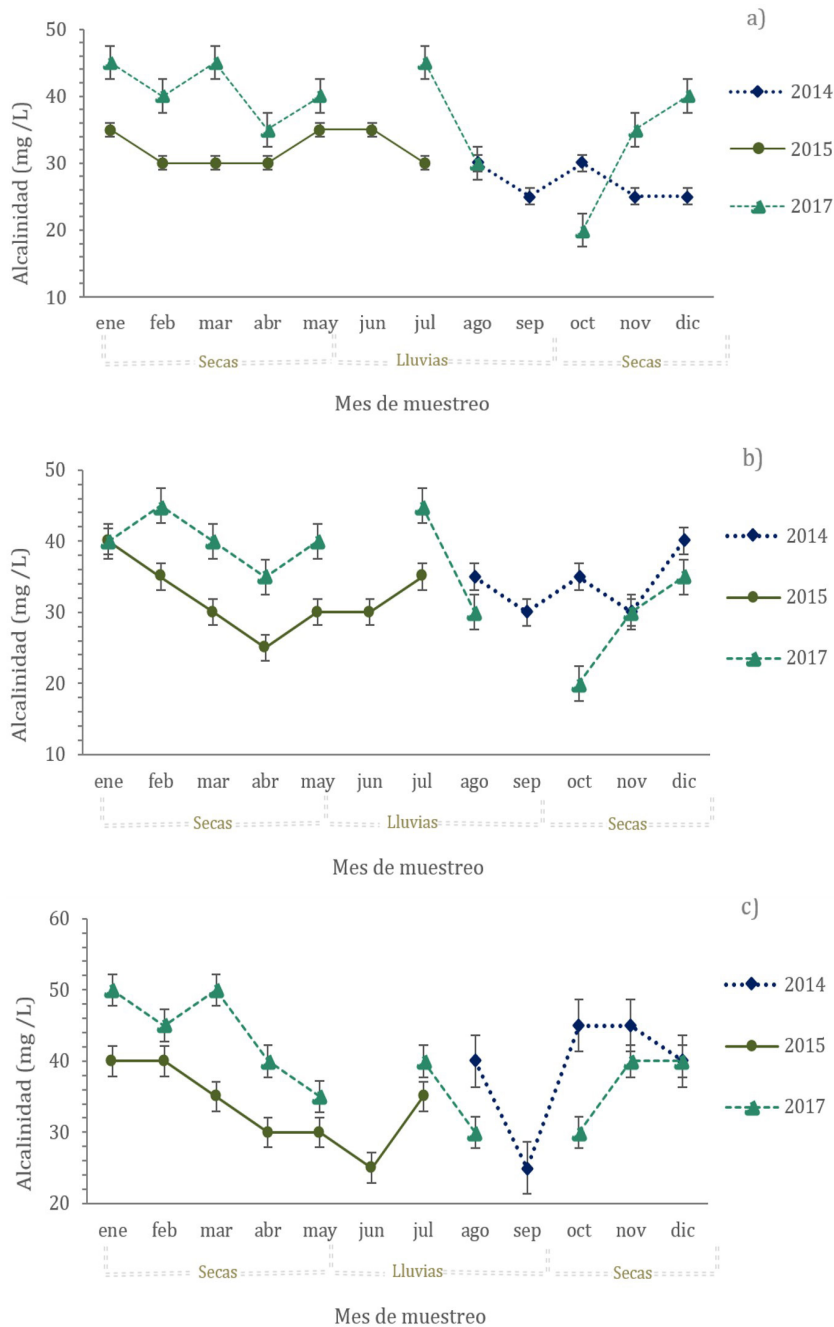 a)
50
40
30
20
10
Alcalinidad (mg /L)
ene feb mar abr may jun jul ago sep oct nov dic
Secas Lluvias Secas
Mes de muestreo
2014
2015
2017
b)
50
40
30
20
10
Alcalinidad (mg /L)
ene feb mar abr may jun jul ago sep oct nov dic
Secas Lluvias Secas
Mes de muestreo
2014
2015
2017
c)
60
50
40
30
20
Alcalinidad (mg /L)
ene feb mar abr may jun jul ago sep oct nov dic
Secas Lluvias Secas
Mes de muestreo
2014
2015
2017